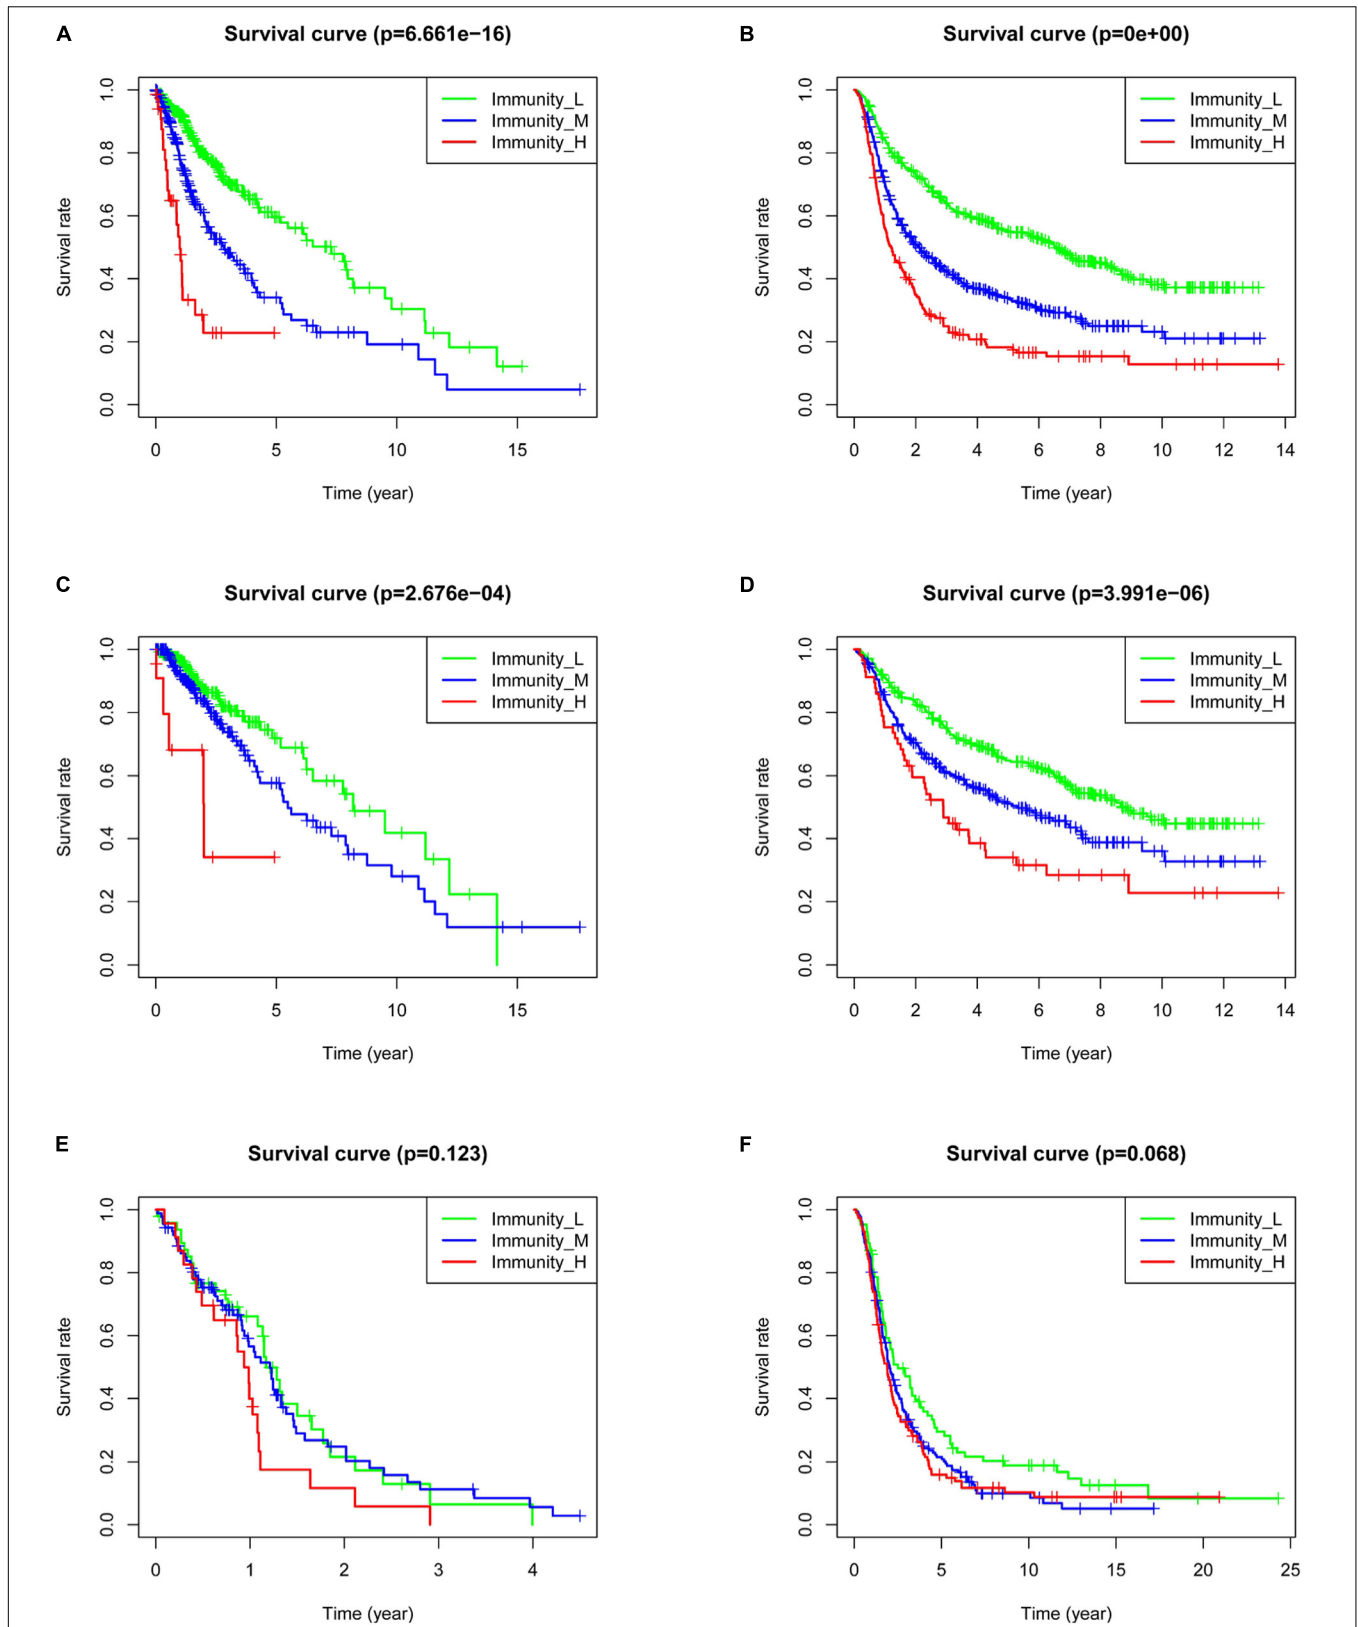 A
Survival curve (p=6.661e−16)
Immunity_L
Immunity_M
Immunity_H
Survival rate
0.0 0.2 0.4 0.6 0.8 1.0
0 5 10 15
Time (year)
B
Survival curve (p=0e+00)
Immunity_L
Immunity_M
Immunity_H
Survival rate
0.0 0.2 0.4 0.6 0.8 1.0
0 2 4 6 8 10 12 14
Time (year)
C
Survival curve (p=2.676e−04)
Immunity_L
Immunity_M
Immunity_H
Survival rate
0.0 0.2 0.4 0.6 0.8 1.0
0 5 10 15
Time (year)
D
Survival curve (p=3.991e−06)
Immunity_L
Immunity_M
Immunity_H
Survival rate
0.0 0.2 0.4 0.6 0.8 1.0
0 2 4 6 8 10 12 14
Time (year)
E
Survival curve (p=0.123)
Immunity_L
Immunity_M
Immunity_H
Survival rate
0.0 0.2 0.4 0.6 0.8 1.0
0 1 2 3 4
Time (year)
F
Survival curve (p=0.068)
Immunity_L
Immunity_M
Immunity_H
Survival rate
0.0 0.2 0.4 0.6 0.8 1.0
0 5 10 15 20 25
Time (year)